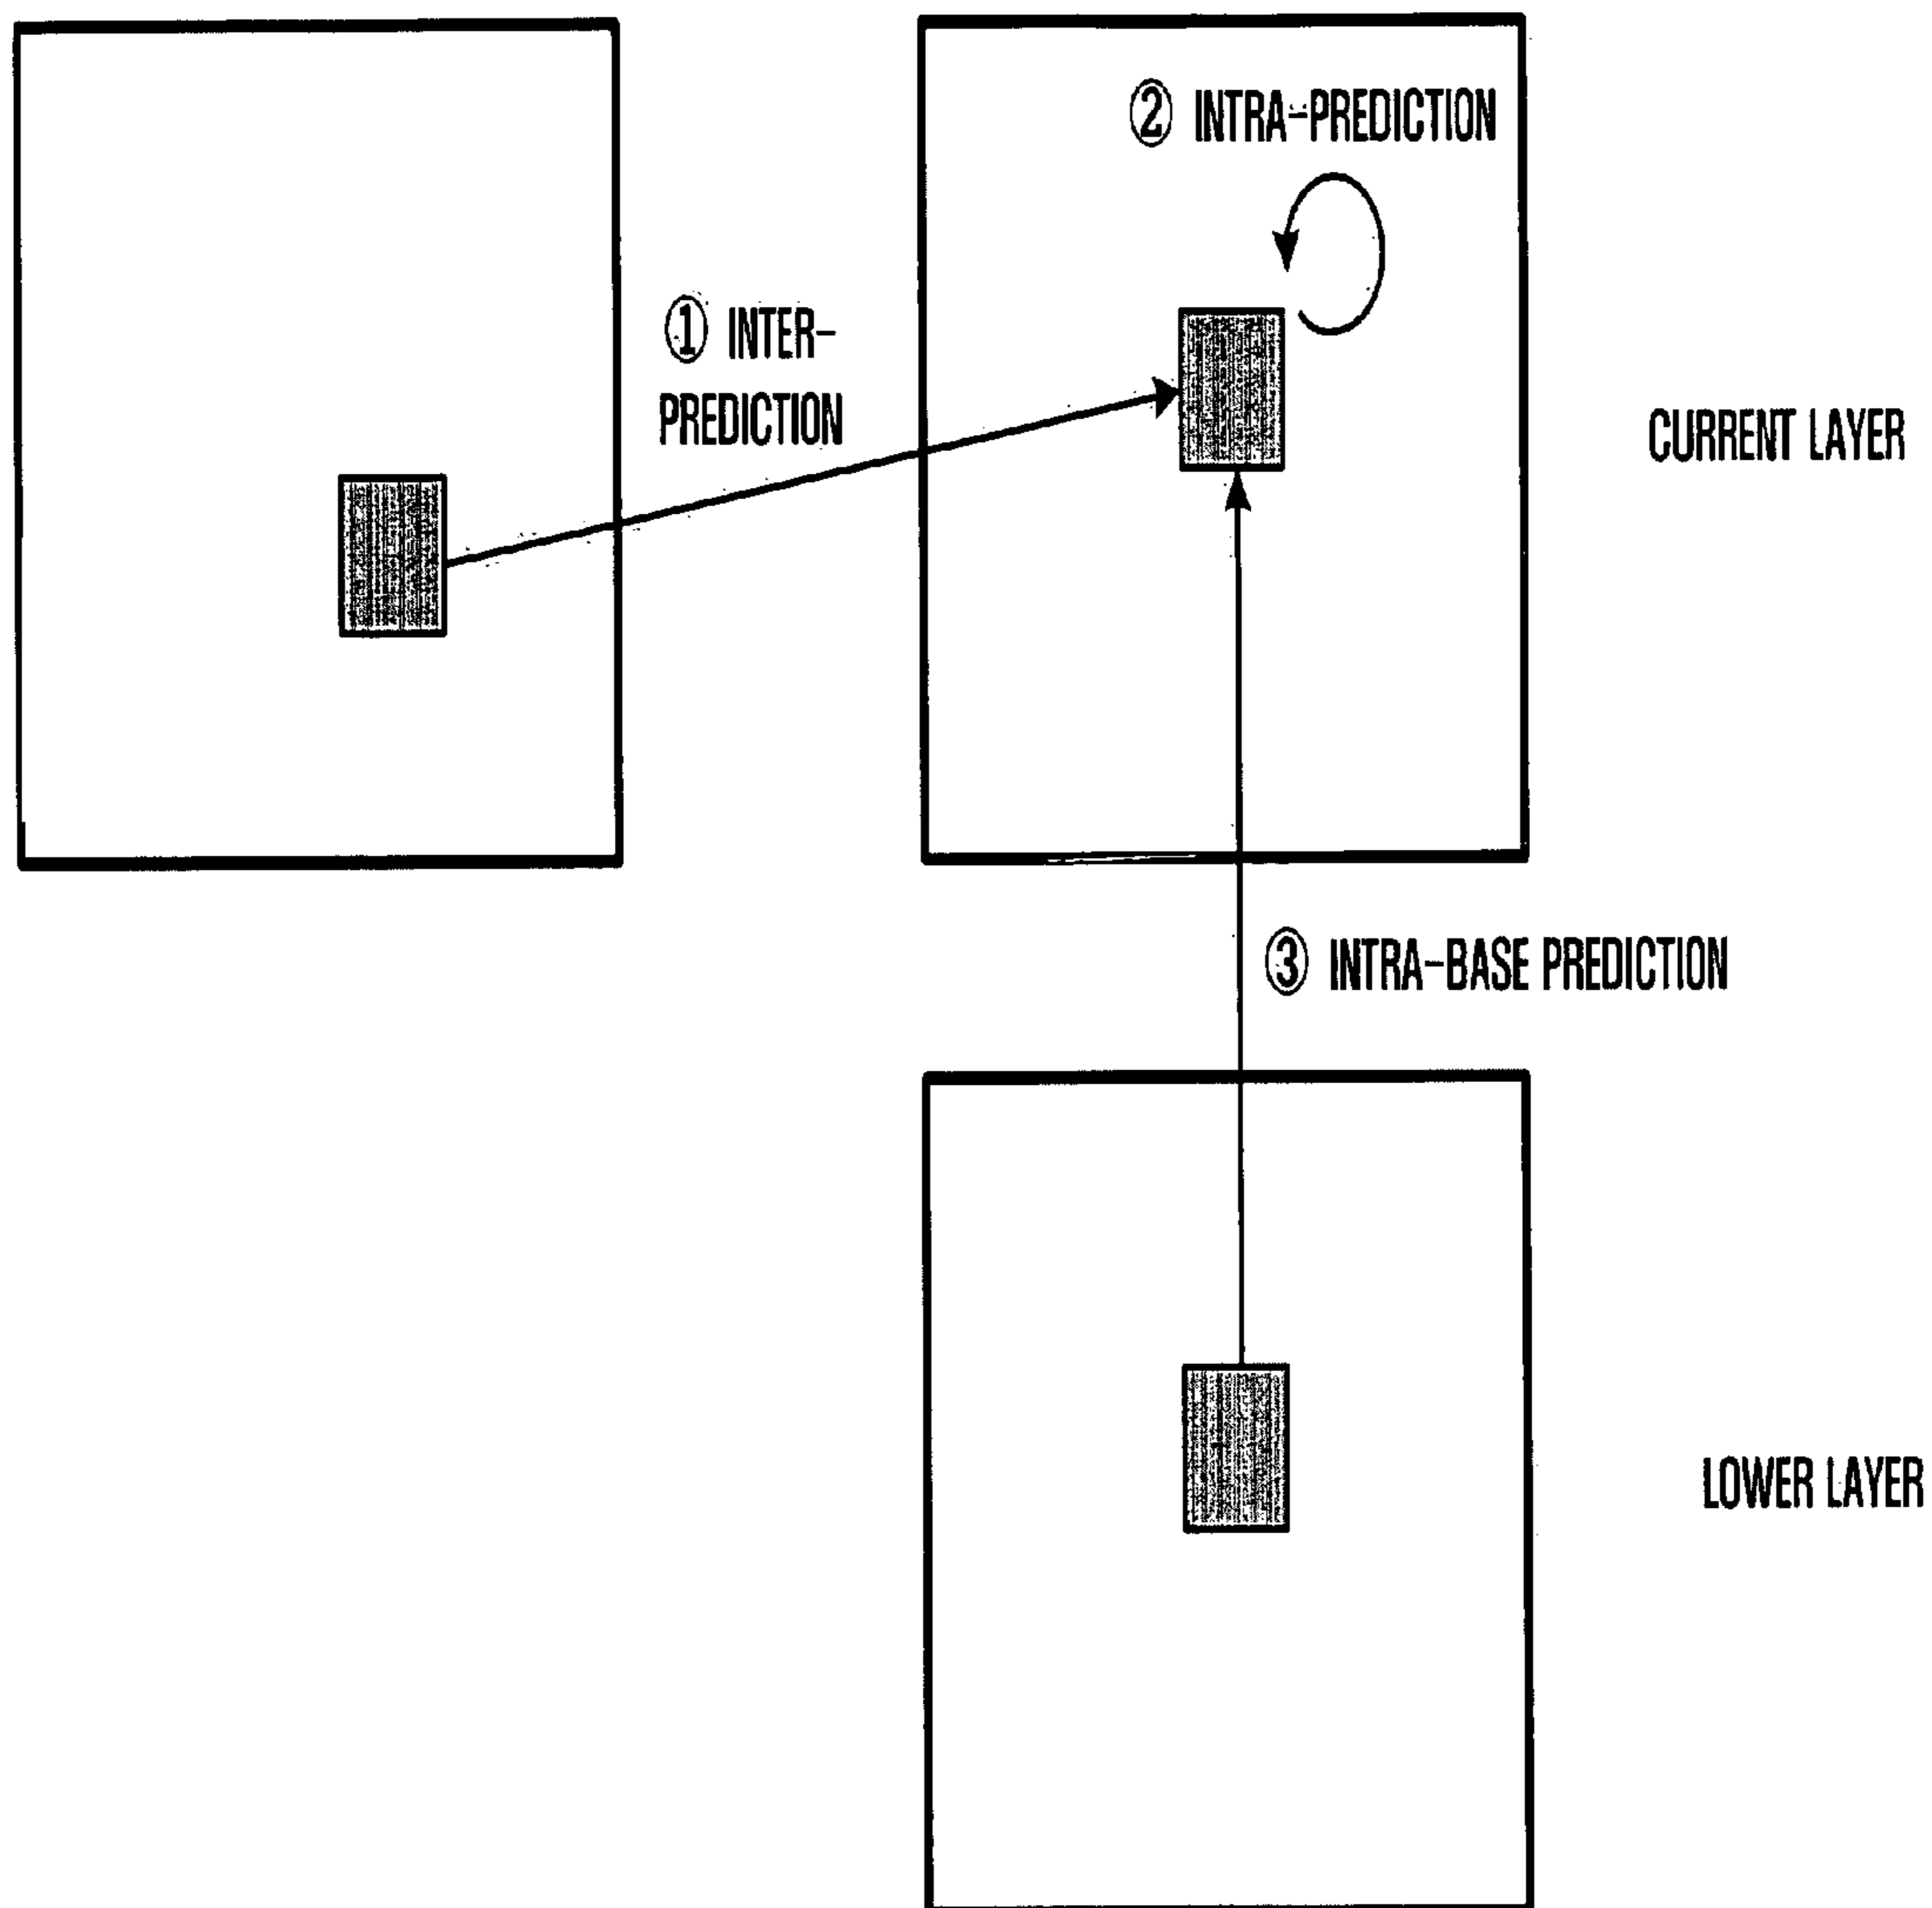 ② INTRA-PREDICTION
① INTER-
PREDICTION
CURRENT LAYER
③ INTRA-BASE PREDICTION
LOWER LAYER